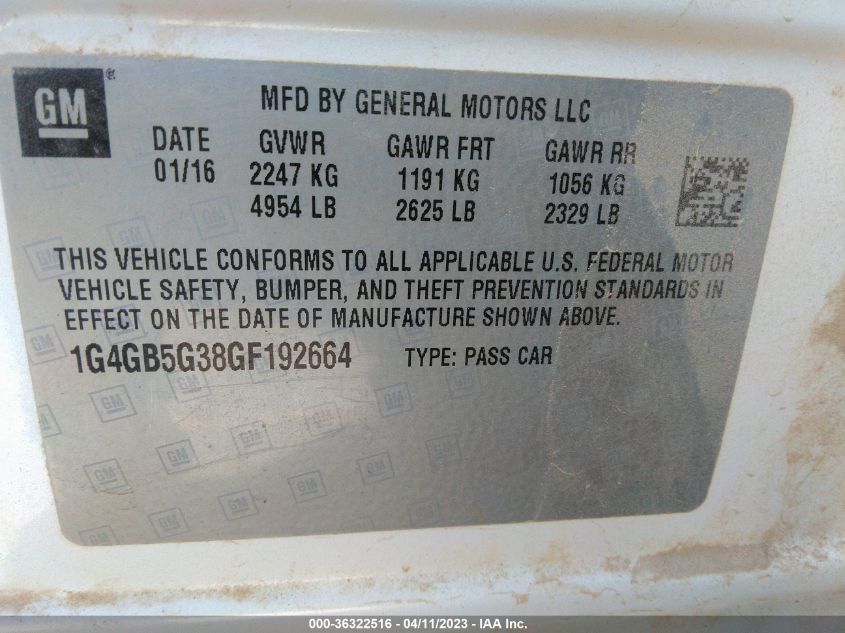 GM ®
MFD BY GENERAL MOTORS LLC
DATE GVWR GAWR FRT GAWR RR
01/16 2247 KG 1191 KG 1056 KG
4954 LB 2625 LB 2329 LB
THIS VEHICLE CONFORMS TO ALL APPLICABLE U.S. FEDERAL MOTOR
VEHICLE SAFETY, BUMPER, AND THEFT PREVENTION STANDARDS IN
EFFECT ON THE DATE OF MANUFACTURE SHOWN ABOVE.
1G4GB5G38GF192664 TYPE: PASS CAR
000-36322516 - 04/11/2023 - IAA Inc.